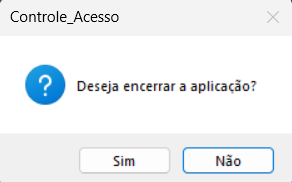 Controle_Acesso
Deseja encerrar a aplicação?
Sim
Não